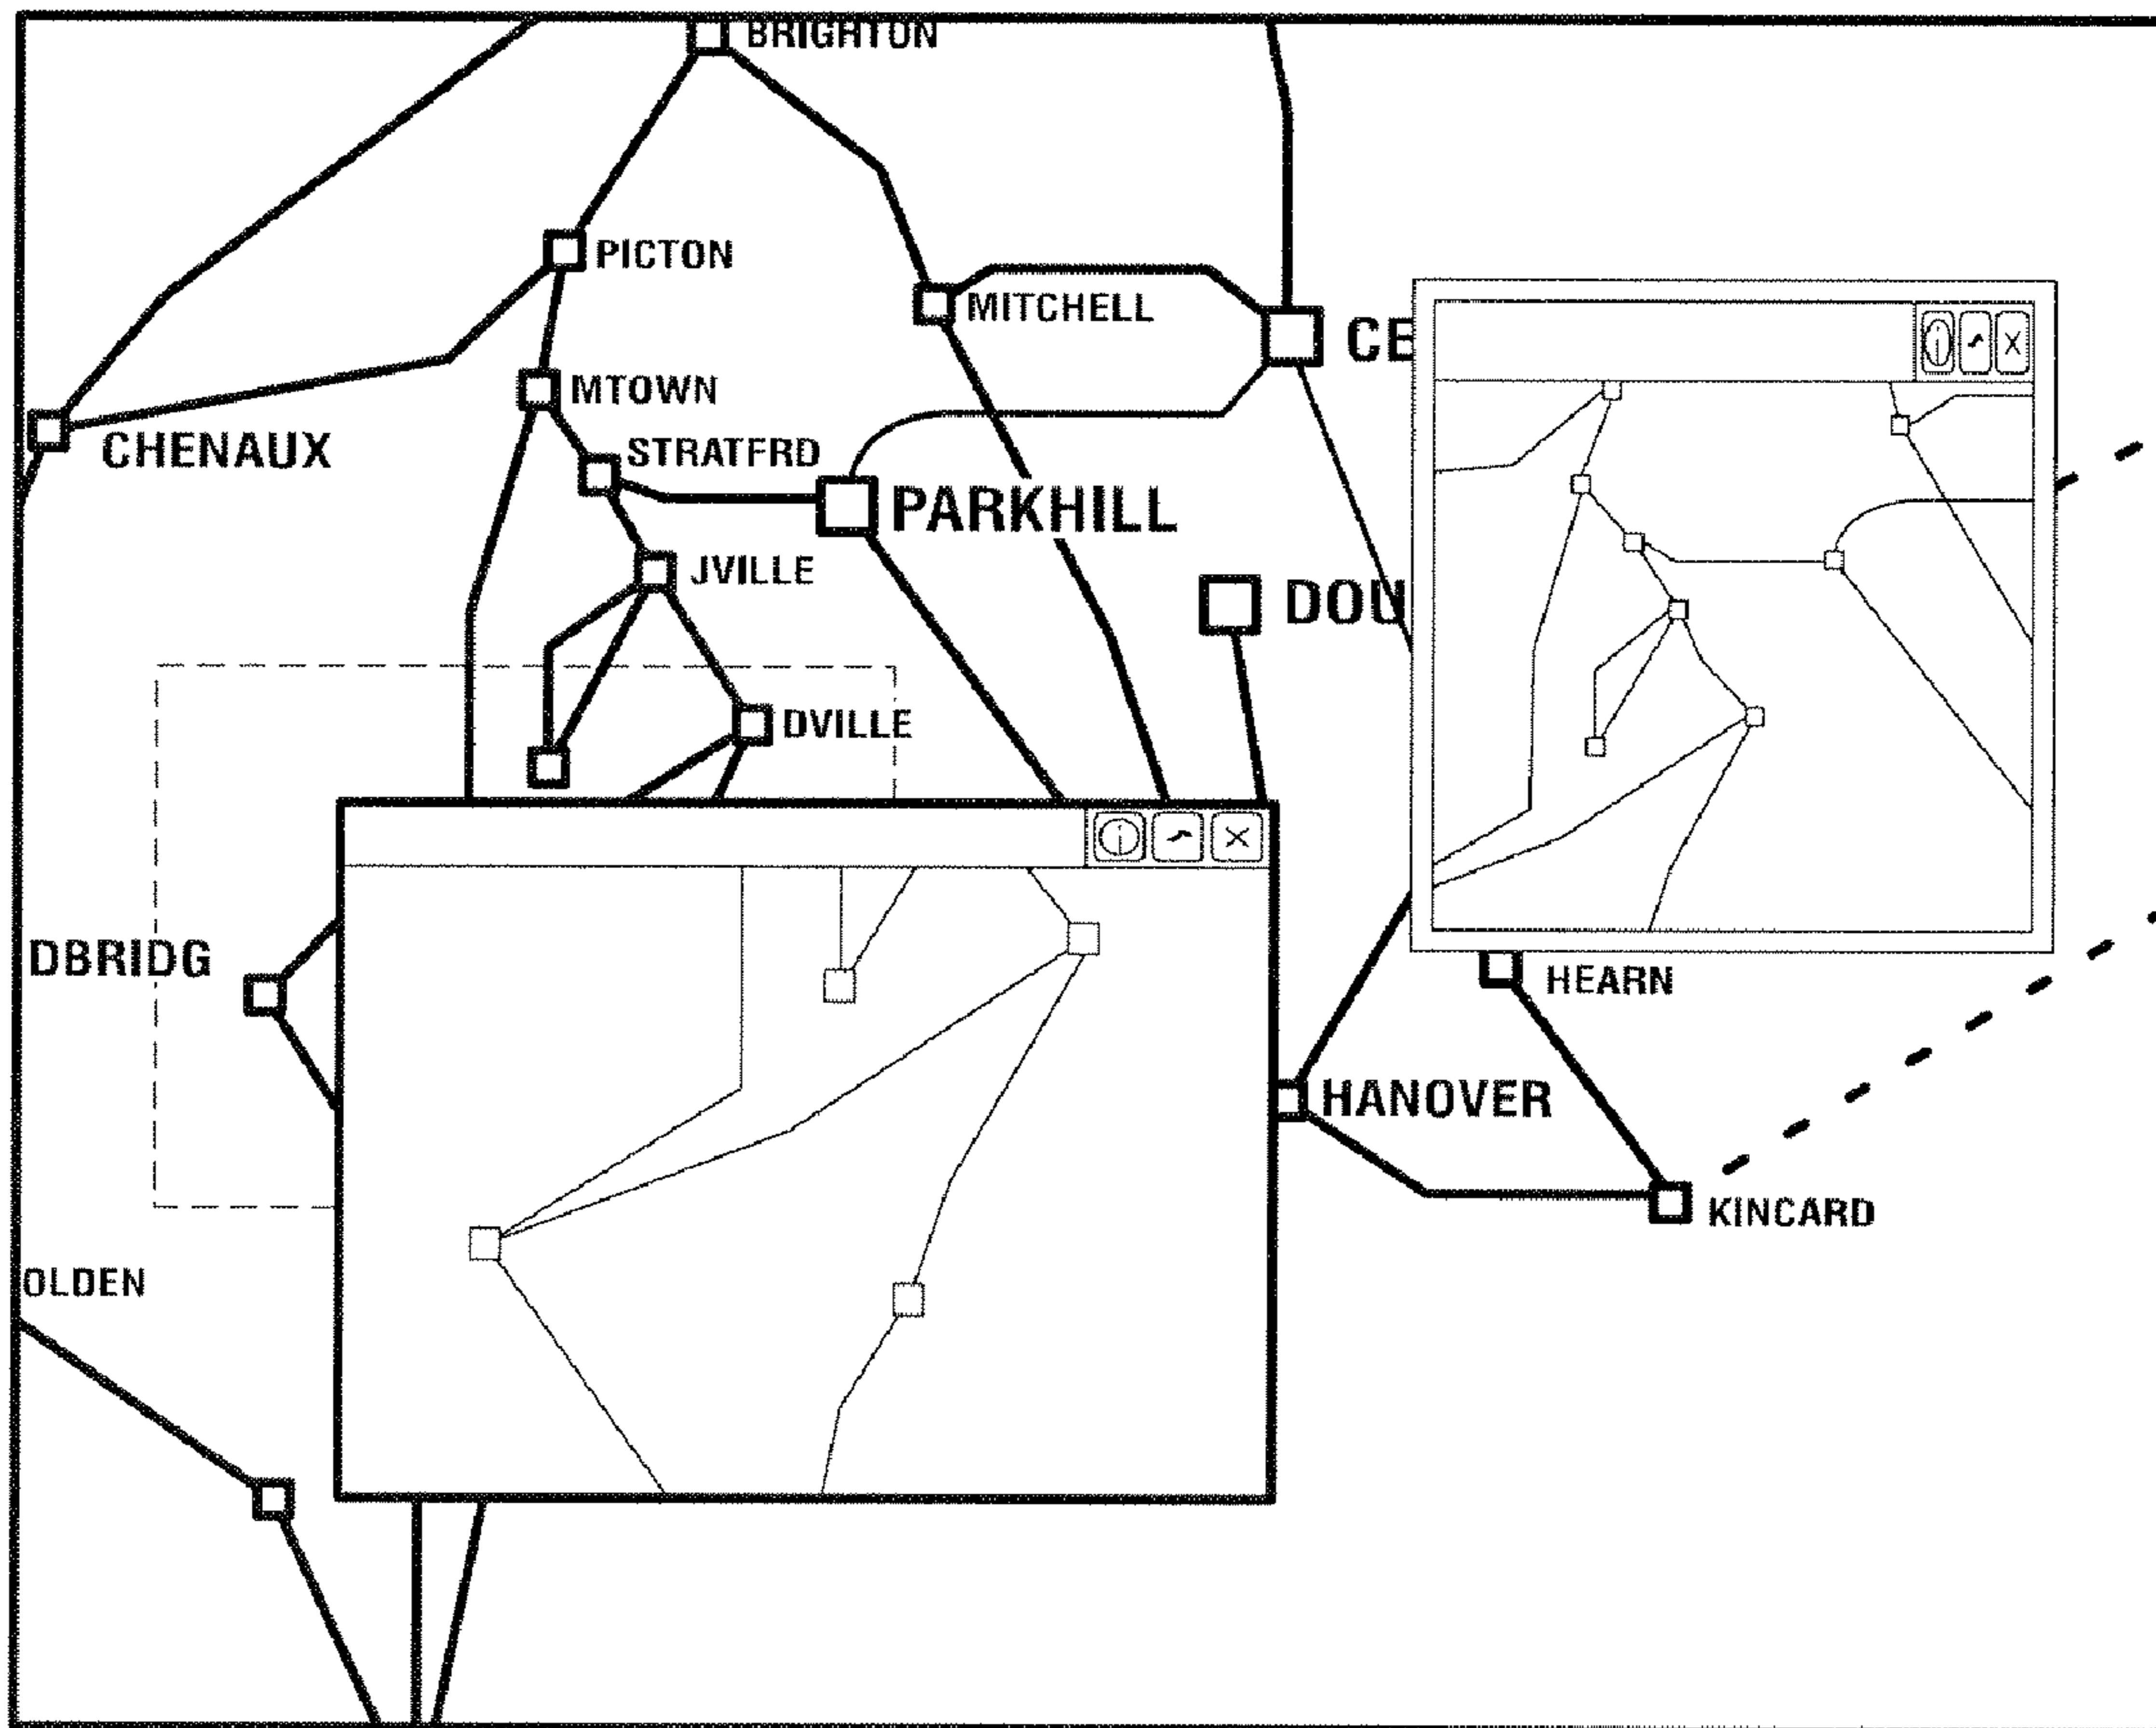 BRIGHTON
PICTON
MITCHELL
CE
MTOWN
CHENAUX
STRATFRD
PARKHILL
JVILLE
DOU
DVILLE
DBRIDG
HEARN
HANOVER
KINCARD
OLDEN